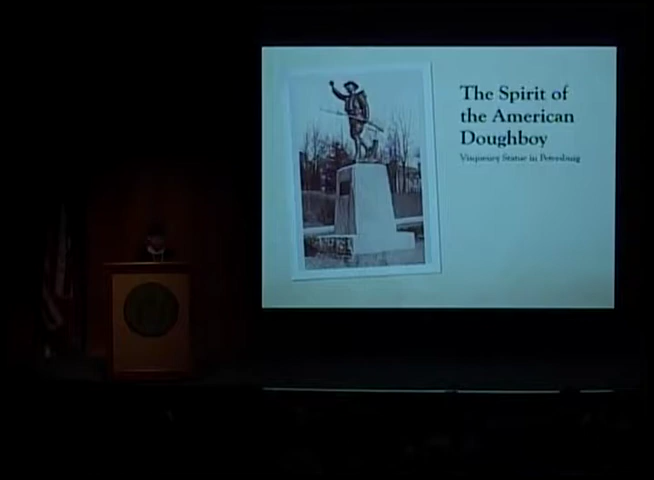 The Spirit of
the American
Doughboy
Viquesney Statue in Petersburg